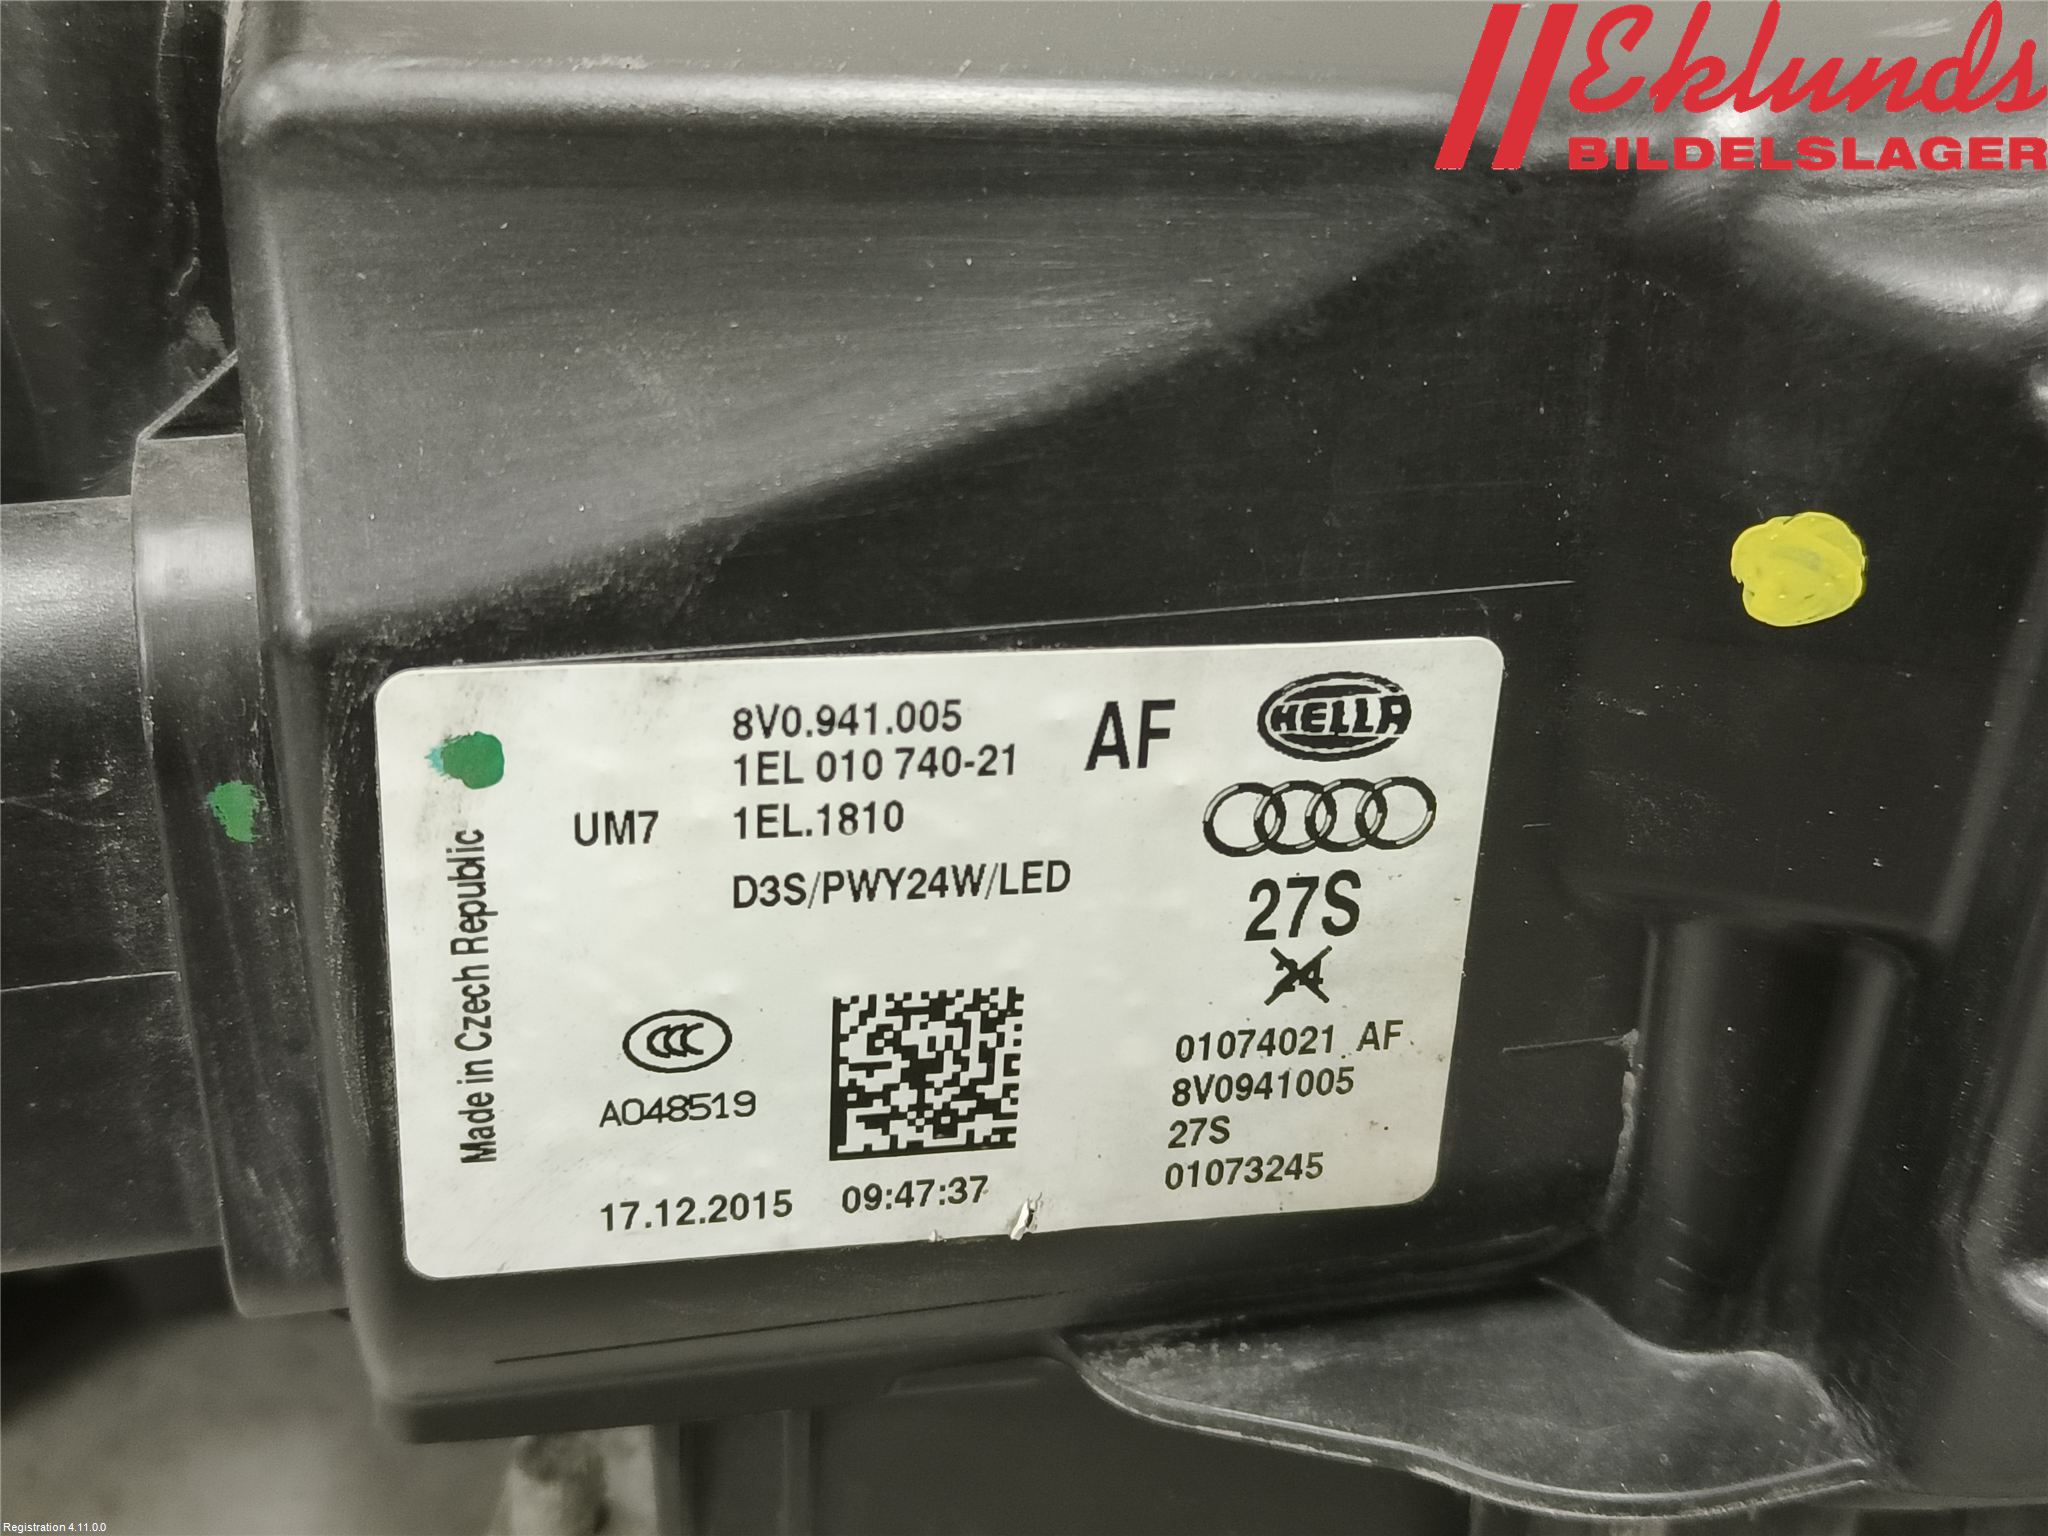 Eklunds
BILDELSLAGER
8V0.941.005
1EL 010 740-21
AF
HELLA
UM7
1EL.1810
D3S/PWY24W/LED
27S
24
Made in Czech Republic
CCC
A048519
01074021 AF
8V0941005
27S
01073245
17.12.2015 09:47:37
Registration 4.11.0.0